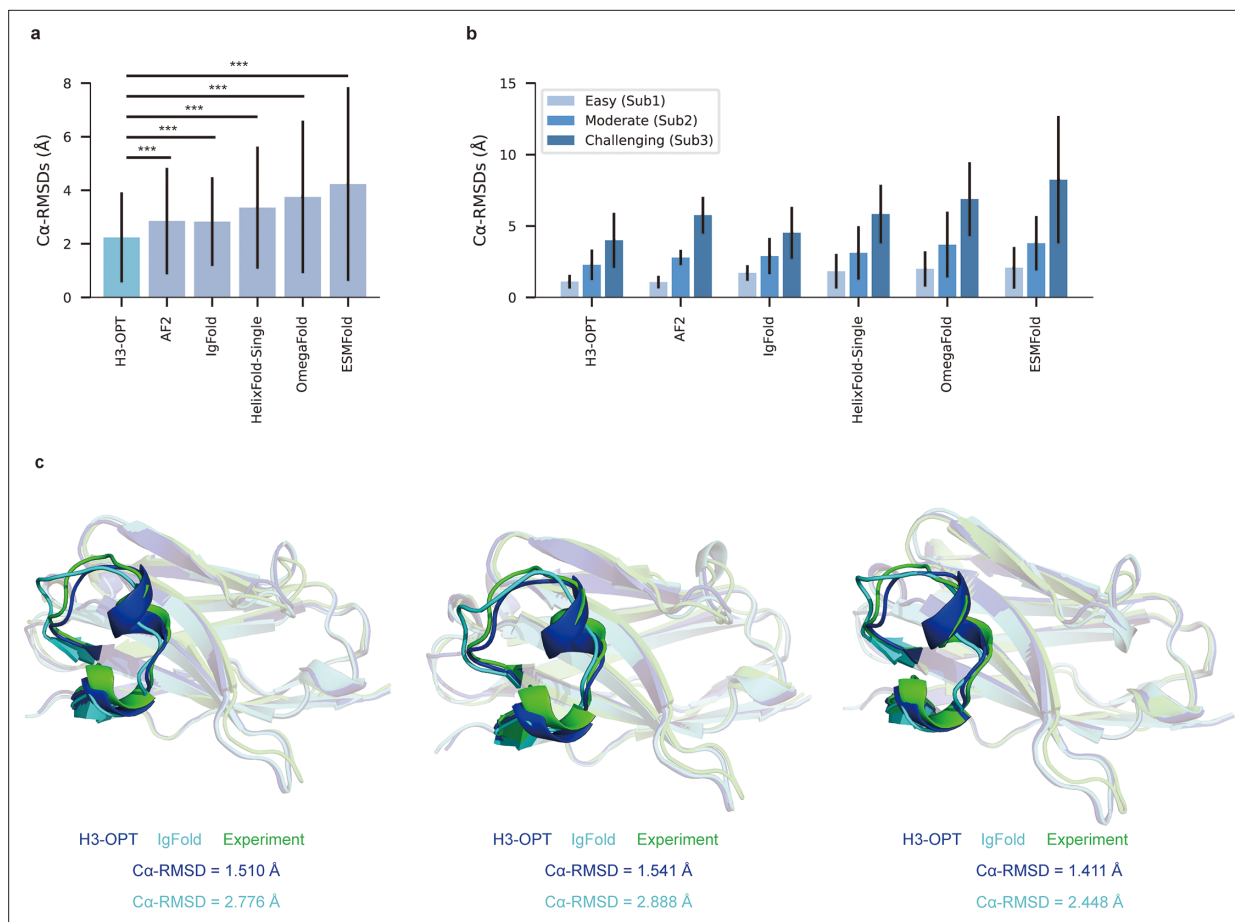 a
***
***
***
***
***
8
6
4
2
0
Cα-RMSDs (Å)
H3-OPT
AF2
IgFold
HelixFold-Single
OmegaFold
ESMFold
b
15
10
5
0
Cα-RMSDs (Å)
Easy (Sub1)
Moderate (Sub2)
Challenging (Sub3)
H3-OPT
AF2
IgFold
HelixFold-Single
OmegaFold
ESMFold
c
H3-OPT IgFold Experiment
Cα-RMSD = 1.510 Å
Cα-RMSD = 2.776 Å
H3-OPT IgFold Experiment
Cα-RMSD = 1.541 Å
Cα-RMSD = 2.888 Å
H3-OPT IgFold Experiment
Cα-RMSD = 1.411 Å
Cα-RMSD = 2.448 Å